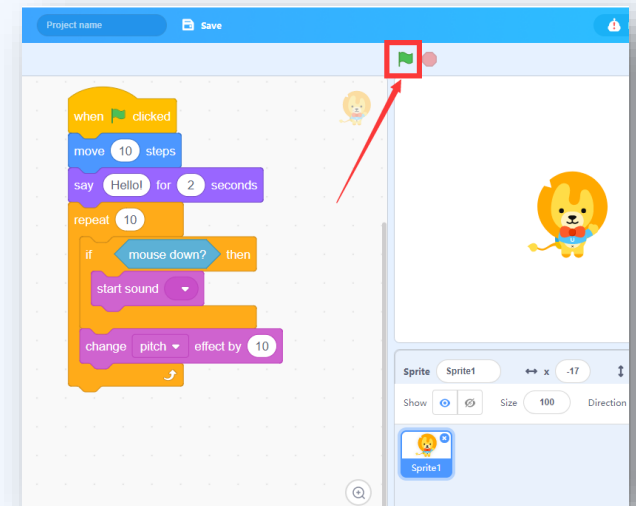 Project name Save
when clicked
move 10 steps
say Hello! for 2 seconds
repeat 10
if mouse down? then
start sound
change pitch effect by 10
Sprite Sprite1 x -17
Show Size 100 Direction
Sprite1